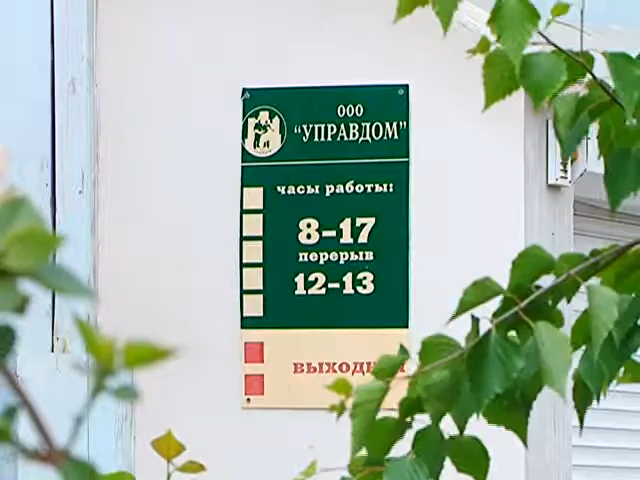 ООО
“УПРАВДОМ”
часы работы:
8–17
перерыв
12–13